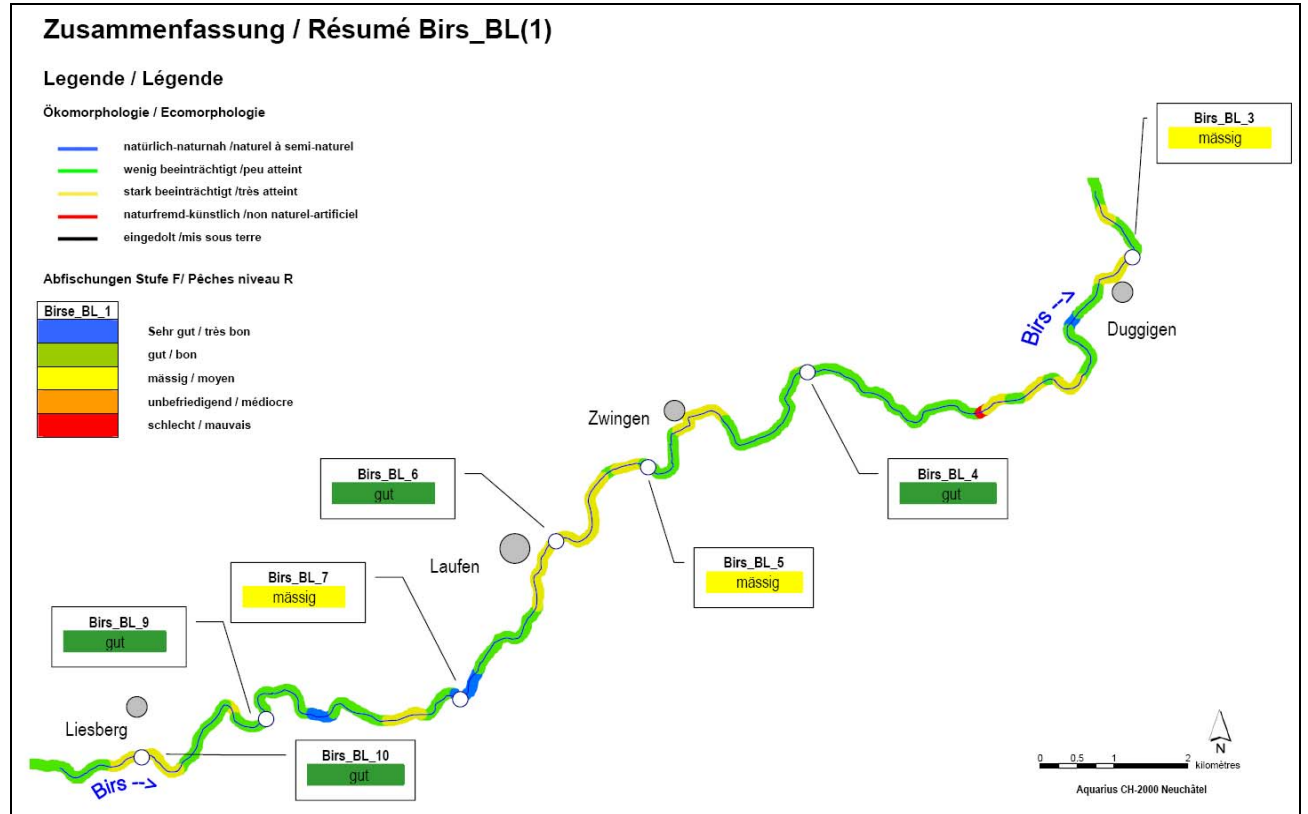 Zusammenfassung / Résumé Birs_BL(1)
Legende / Légende
Ökomorphologie / Ecomorphologie
natürlich-naturnah /naturel à semi-naturel
wenig beeinträchtigt /peu atteint
stark beeinträchtigt /très atteint
naturfremd-künstlich /non naturel-artificiel
eingedolt /mis sous terre
Abfischungen Stufe F/ Pêches niveau R
Birse_BL_1
Sehr gut / très bon
gut / bon
mässig / moyen
unbefriedigend / médiocre
schlecht / mauvais
Birs_BL_3
mässig
Birs -->
Duggigen
Zwingen
Birs_BL_6
gut
Birs_BL_4
gut
Laufen
Birs_BL_5
mässig
Birs_BL_7
mässig
Birs_BL_9
gut
Liesberg
Birs_BL_10
gut
Birs -->
N
0 0.5 1 2
kilomètres
Aquarius CH-2000 Neuchâtel